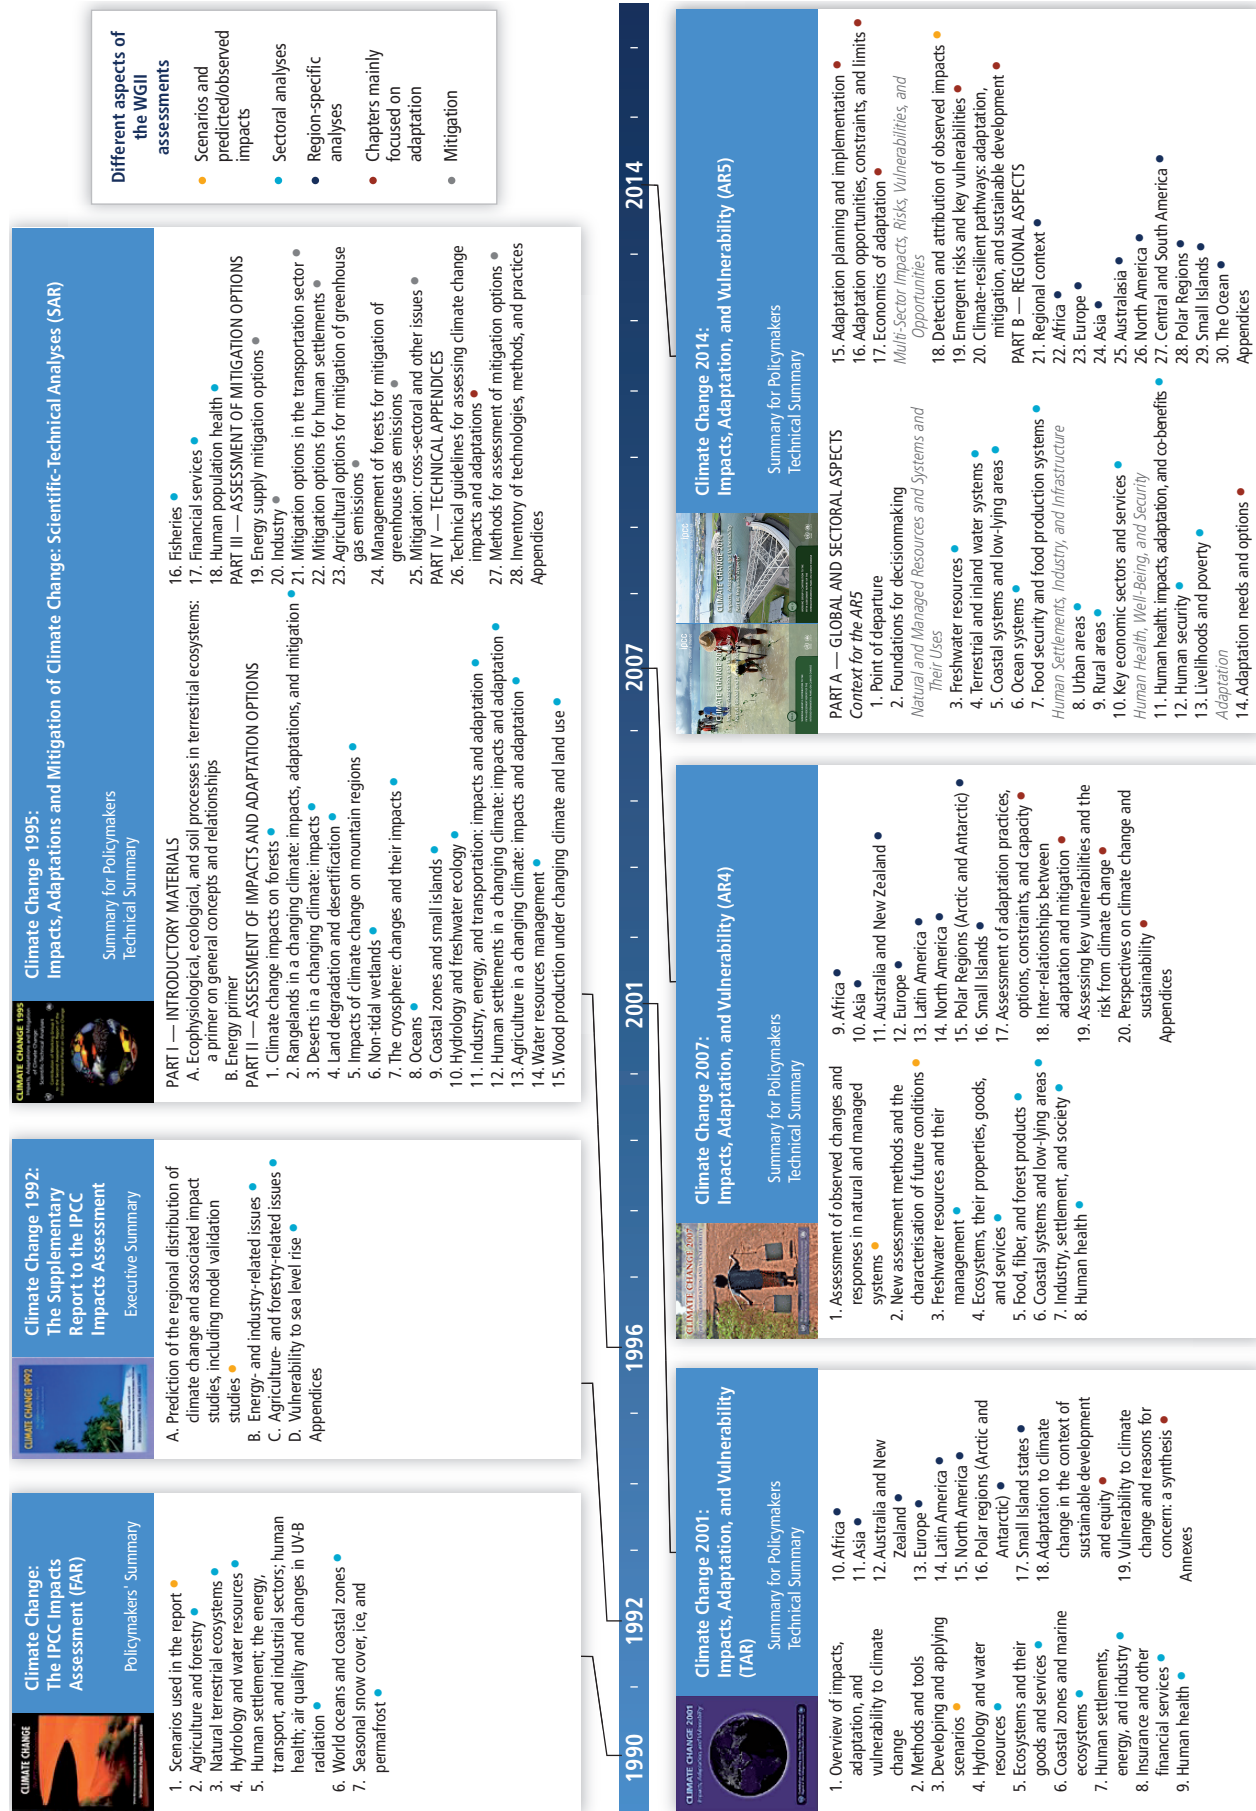 Climate Change:
The IPCC Impacts
Assessment (FAR)
Policymakers' Summary
CLIMATE CHANGE
1. Scenarios used in the report
2. Agriculture and forestry
3. Natural terrestrial ecosystems
4. Hydrology and water resources
5. Human settlement; the energy,
transport, and industrial sectors; human
health; air quality and changes in UV-B
radiation
6. World oceans and coastal zones
7. Seasonal snow cover, ice, and
permafrost
Climate Change 1992:
The Supplementary
Report to the IPCC
Impacts Assessment
Executive Summary
CLIMATE CHANGE 1992
A. Prediction of the regional distribution of
climate change and associated impact
studies, including model validation
studies
B. Energy- and industry-related issues
C. Agriculture- and forestry-related issues
D. Vulnerability to sea level rise
Appendices
Climate Change 1995:
Impacts, Adaptations and Mitigation of Climate Change: Scientific-Technical Analyses (SAR)
Summary for Policymakers
Technical Summary
CLIMATE CHANGE 1995
PART I — INTRODUCTORY MATERIALS
A. Ecophysiological, ecological, and soil processes in terrestrial ecosystems:
a primer on general concepts and relationships
B. Energy primer
PART II — ASSESSMENT OF IMPACTS AND ADAPTATION OPTIONS
1. Climate change impacts on forests
2. Rangelands in a changing climate: impacts, adaptations, and mitigation
3. Deserts in a changing climate: impacts
4. Land degradation and desertification
5. Impacts of climate change on mountain regions
6. Non-tidal wetlands
7. The cryosphere: changes and their impacts
8. Oceans
9. Coastal zones and small islands
10. Hydrology and freshwater ecology
11. Industry, energy, and transportation: impacts and adaptation
12. Human settlements in a changing climate: impacts and adaptation
13. Agriculture in a changing climate: impacts and adaptation
14. Water resources management
15. Wood production under changing climate and land use
16. Fisheries
17. Financial services
18. Human population health
PART III — ASSESSMENT OF MITIGATION OPTIONS
19. Energy supply mitigation options
20. Industry
21. Mitigation options in the transportation sector
22. Mitigation options for human settlements
23. Agricultural options for mitigation of greenhouse
gas emissions
24. Management of forests for mitigation of
greenhouse gas emissions
25. Mitigation: cross-sectoral and other issues
PART IV — TECHNICAL APPENDICES
26. Technical guidelines for assessing climate change
impacts and adaptations
27. Methods for assessment of mitigation options
28. Inventory of technologies, methods, and practices
Appendices
Different aspects of
the WGII
assessments
Scenarios and
predicted/observed
impacts
Sectoral analyses
Region-specific
analyses
Chapters mainly
focused on
adaptation
Mitigation
1990
1992
1996
2001
2007
2014
Climate Change 2001:
Impacts, Adaptation, and Vulnerability
(TAR)
Summary for Policymakers
Technical Summary
CLIMATE CHANGE 2001
1. Overview of impacts,
adaptation, and
vulnerability to climate
change
2. Methods and tools
3. Developing and applying
scenarios
4. Hydrology and water
resources
5. Ecosystems and their
goods and services
6. Coastal zones and marine
ecosystems
7. Human settlements,
energy, and industry
8. Insurance and other
financial services
9. Human health
10. Africa
11. Asia
12. Australia and New
Zealand
13. Europe
14. Latin America
15. North America
16. Polar regions (Arctic and
Antarctic)
17. Small Island states
18. Adaptation to climate
change in the context of
sustainable development
and equity
19. Vulnerability to climate
change and reasons for
concern: a synthesis
Annexes
Climate Change 2007:
Impacts, Adaptation, and Vulnerability (AR4)
Summary for Policymakers
Technical Summary
CLIMATE CHANGE 2007
1. Assessment of observed changes and
responses in natural and managed
systems
2. New assessment methods and the
characterisation of future conditions
3. Freshwater resources and their
management
4. Ecosystems, their properties, goods,
and services
5. Food, fiber, and forest products
6. Coastal systems and low-lying areas
7. Industry, settlement, and society
8. Human health
9. Africa
10. Asia
11. Australia and New Zealand
12. Europe
13. Latin America
14. North America
15. Polar Regions (Arctic and Antarctic)
16. Small Islands
17. Assessment of adaptation practices,
options, constraints, and capacity
18. Inter-relationships between
adaptation and mitigation
19. Assessing key vulnerabilities and the
risk from climate change
20. Perspectives on climate change and
sustainability
Appendices
Climate Change 2014:
Impacts, Adaptation, and Vulnerability (AR5)
Summary for Policymakers
Technical Summary
CLIMATE CHANGE 2014
CLIMATE CHANGE 2014
PART A — GLOBAL AND SECTORAL ASPECTS
Context for the AR5
1. Point of departure
2. Foundations for decisionmaking
Natural and Managed Resources and Systems and
Their Uses
3. Freshwater resources
4. Terrestrial and inland water systems
5. Coastal systems and low-lying areas
6. Ocean systems
7. Food security and food production systems
Human Settlements, Industry, and Infrastructure
8. Urban areas
9. Rural areas
10. Key economic sectors and services
Human Health, Well-Being, and Security
11. Human health: impacts, adaptation, and co-benefits
12. Human security
13. Livelihoods and poverty
Adaptation
14. Adaptation needs and options
15. Adaptation planning and implementation
16. Adaptation opportunities, constraints, and limits
17. Economics of adaptation
Multi-Sector Impacts, Risks, Vulnerabilities, and
Opportunities
18. Detection and attribution of observed impacts
19. Emergent risks and key vulnerabilities
20. Climate-resilient pathways: adaptation,
mitigation, and sustainable development
PART B — REGIONAL ASPECTS
21. Regional context
22. Africa
23. Europe
24. Asia
25. Australasia
26. North America
27. Central and South America
28. Polar Regions
29. Small Islands
30. The Ocean
Appendices